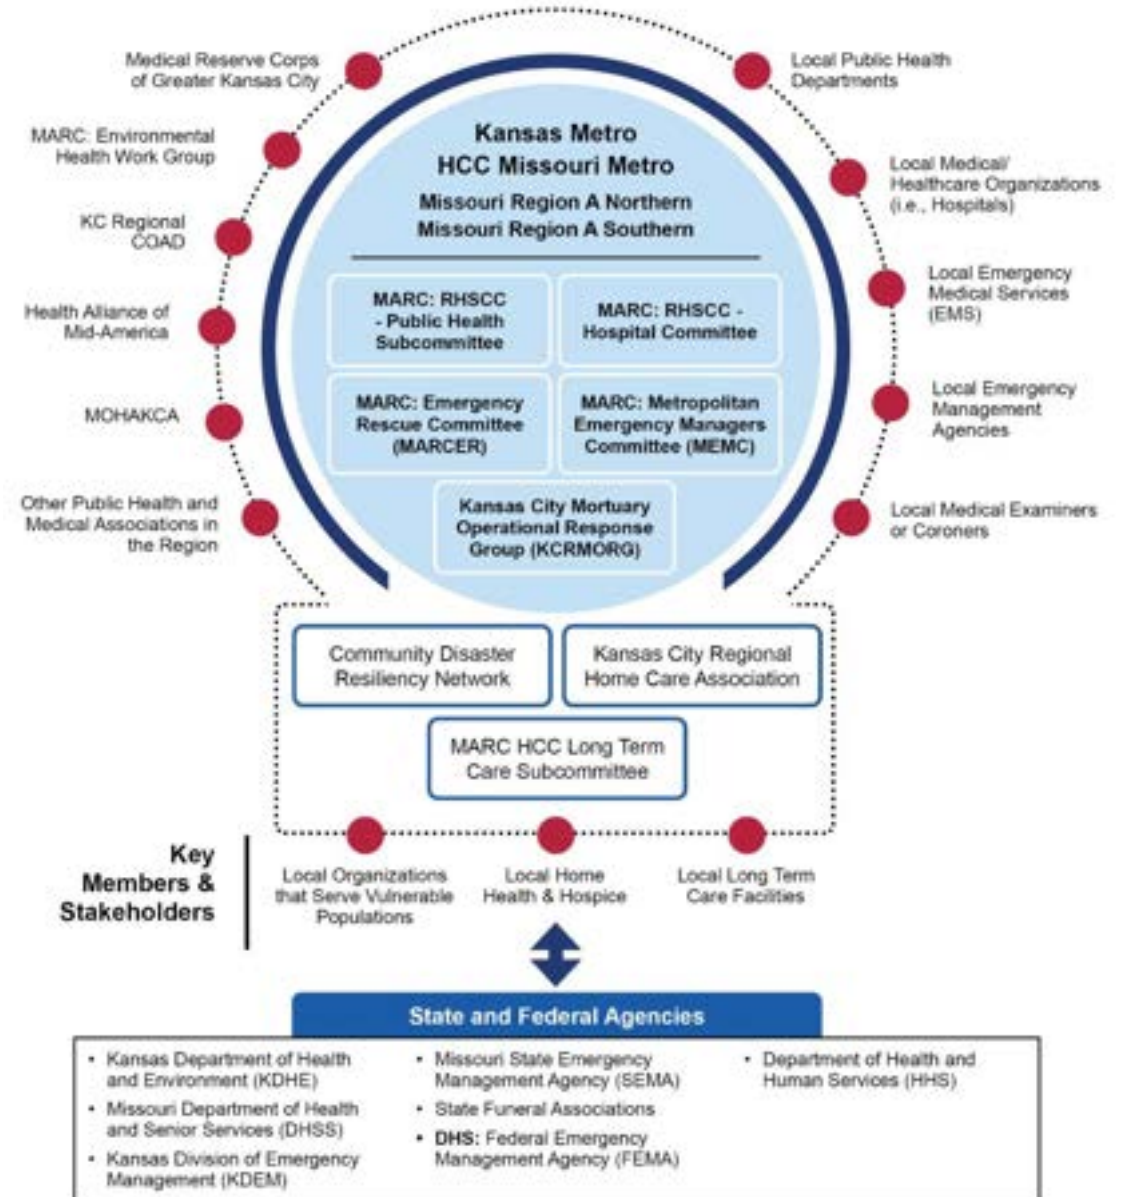 Medical Reserve Corps
of Greater Kansas City
MARC: Environmental
Health Work Group
KC Regional
COAD
Health Alliance of
Mid-America
MOHAKCA
Other Public Health and
Medical Associations in
the Region
Kansas Metro
HCC Missouri Metro
Missouri Region A Northern
Missouri Region A Southern
MARC: RHSCC
- Public Health
Subcommittee
MARC: RHSCC -
Hospital Committee
MARC: Emergency
Rescue Committee
(MARCER)
MARC: Metropolitan
Emergency Managers
Committee (MEMC)
Kansas City Mortuary
Operational Response
Group (KCRMORG)
Local Public Health
Departments
Local Medical/
Healthcare Organizations
(i.e., Hospitals)
Local Emergency
Medical Services
(EMS)
Local Emergency
Management
Agencies
Local Medical Examiners
or Coroners
Community Disaster
Resiliency Network
Kansas City Regional
Home Care Association
MARC HCC Long Term
Care Subcommittee
Key
Members &
Stakeholders
Local Organizations
that Serve Vulnerable
Populations
Local Home
Health & Hospice
Local Long Term
Care Facilities
State and Federal Agencies
• Kansas Department of Health
and Environment (KDHE)
• Missouri Department of Health
and Senior Services (DHSS)
• Kansas Division of Emergency
Management (KDEM)
• Missouri State Emergency
Management Agency (SEMA)
• State Funeral Associations
• DHS: Federal Emergency
Management Agency (FEMA)
• Department of Health and
Human Services (HHS)